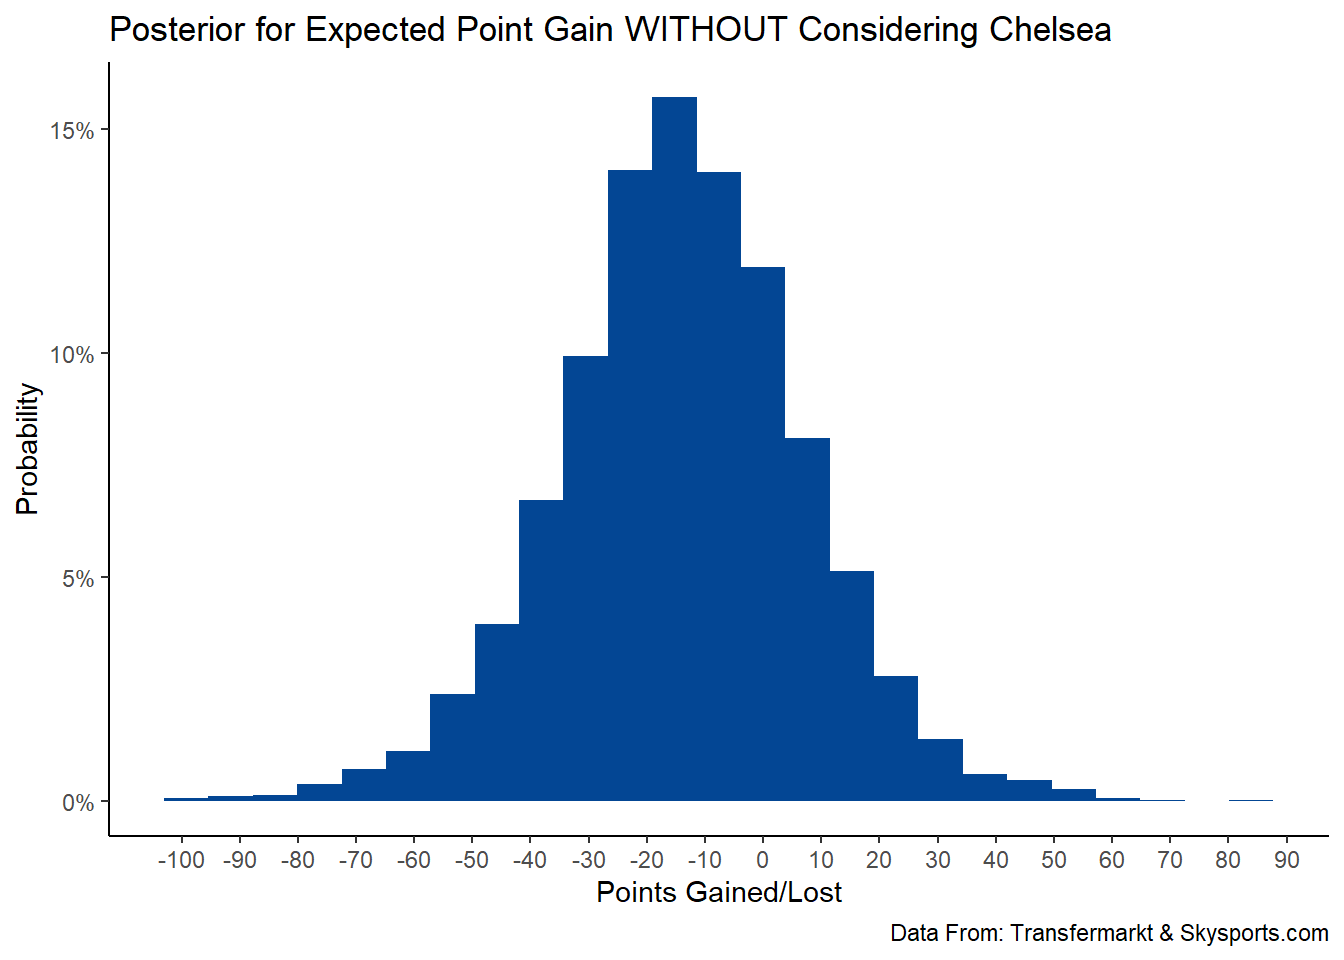 Posterior for Expected Point Gain WITHOUT Considering Chelsea
Probability
15%
10%
5%
0%
-100 -90 -80 -70 -60 -50 -40 -30 -20 -10 0 10 20 30 40 50 60 70 80 90
Points Gained/Lost
Data From: Transfermarkt & Skysports.com